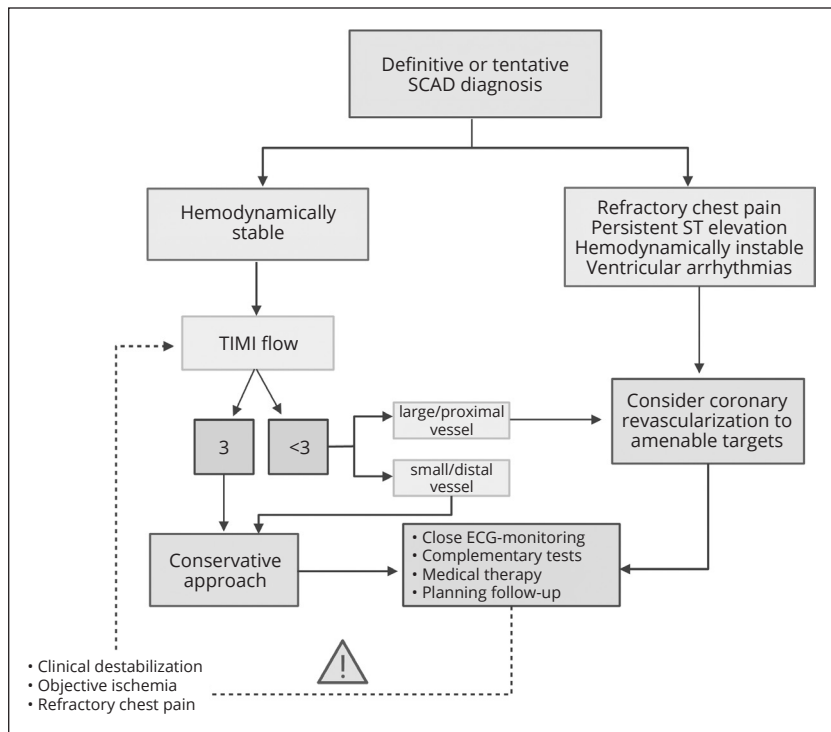 Definitive or tentative
SCAD diagnosis
Hemodynamically
stable
Refractory chest pain
Persistent ST elevation
Hemodynamically instable
Ventricular arrhythmias
TIMI flow
3
<3
large/proximal
vessel
small/distal
vessel
Consider coronary
revascularization to
amenable targets
Conservative
approach
• Close ECG-monitoring
• Complementary tests
• Medical therapy
• Planning follow-up
!
• Clinical destabilization
• Objective ischemia
• Refractory chest pain